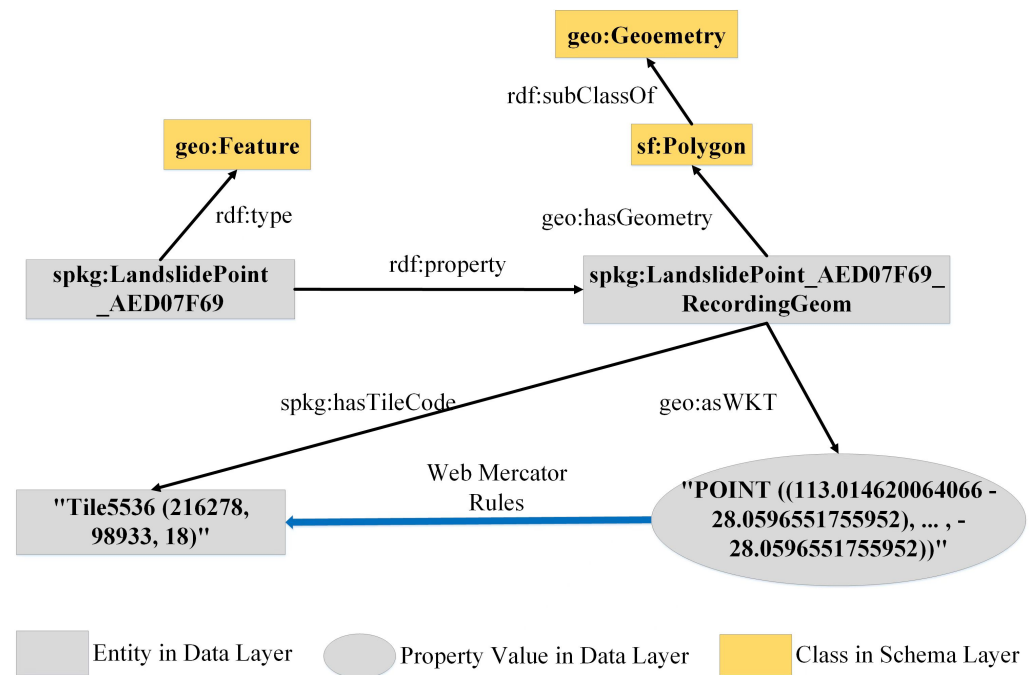 geo:Geoemetry
rdf:subClassOf
geo:Feature
sf:Polygon
rdf:type
geo:hasGeometry
spkg:LandslidePoint
_AED07F69
rdf:property
spkg:LandslidePoint_AED07F69_
RecordingGeom
spkg:hasTileCode
geo:asWKT
Web Mercator
Rules
"Tile5536 (216278,
98933, 18)"
"POINT ((113.014620064066 -
28.0596551755952), ... , -
28.0596551755952))"
Entity in Data Layer
Property Value in Data Layer
Class in Schema Layer